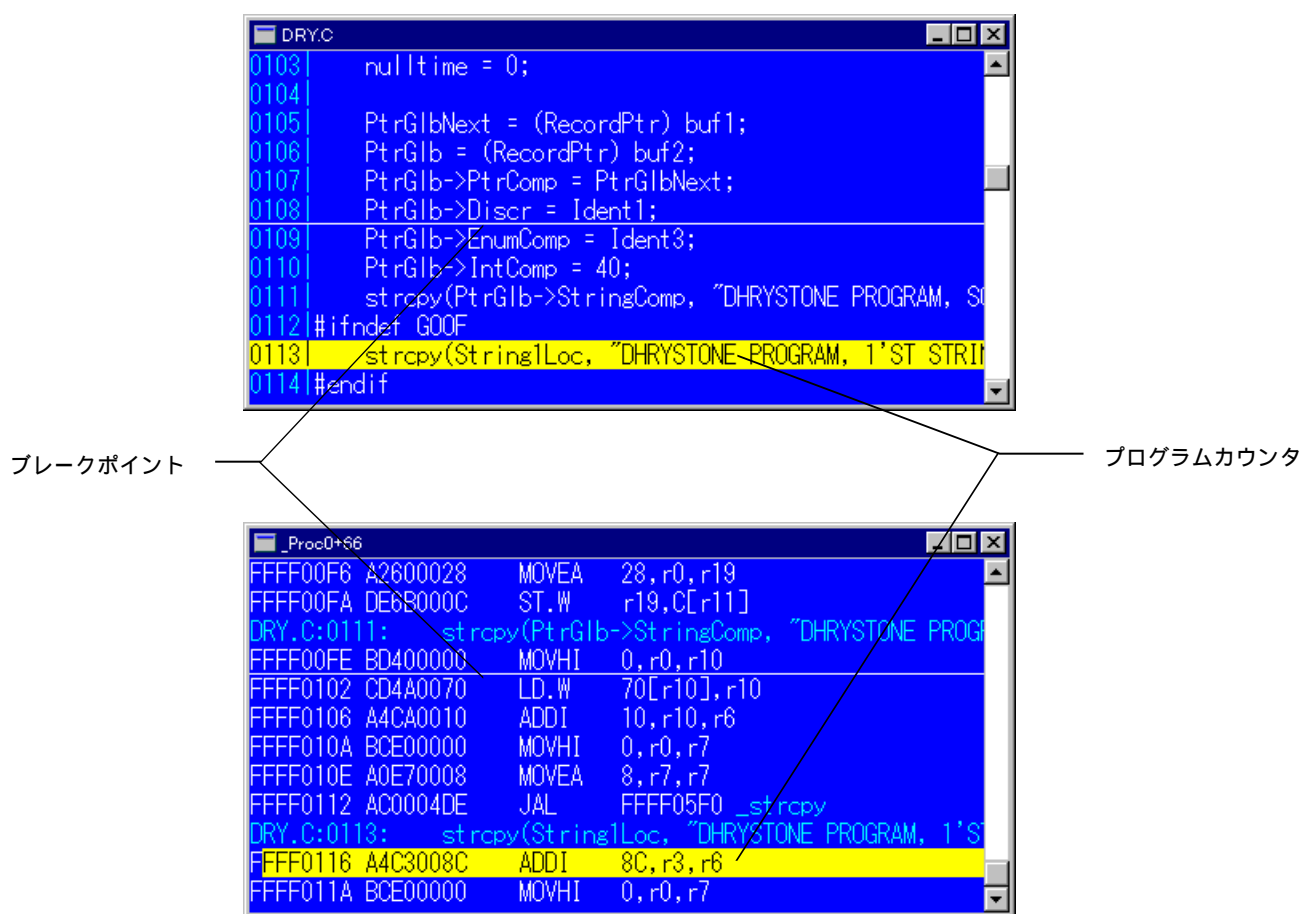 DRY.C
0103|    nulltime = 0;
0104|
0105|    PtrGlbNext = (RecordPtr) buf1;
0106|    PtrGlb = (RecordPtr) buf2;
0107|    PtrGlb->PtrComp = PtrGlbNext;
0108|    PtrGlb->Discr = Ident1;
0109|    PtrGlb->EnumComp = Ident3;
0110|    PtrGlb->IntComp = 40;
0111|    strcpy(PtrGlb->StringComp, "DHRYSTONE PROGRAM, SO
0112|#ifndef GOOF
0113|    strcpy(String1Loc, "DHRYSTONE PROGRAM, 1'ST STRIN
0114|#endif
ブレークポイント
プログラムカウンタ
_Proc0+66
FFFF00F6 A2600028 MOVEA 28,r0,r19
FFFF00FA DE6B000C ST.W r19,C[r11]
DRY.C:0111: strcpy(PtrGlb->StringComp, "DHRYSTONE PROGR
FFFF00FE BD400000 MOVHI 0,r0,r10
FFFF0102 CD4A0070 LD.W 70[r10],r10
FFFF0106 A4CA0010 ADDI 10,r10,r6
FFFF010A BCE00000 MOVHI 0,r0,r7
FFFF010E A0E70008 MOVEA 8,r7,r7
FFFF0112 AC0004DE JAL FFFF05F0 _strcpy
DRY.C:0113: strcpy(String1Loc, "DHRYSTONE PROGRAM, 1'S
FFFF0116 A4C3008C ADDI 8C,r3,r6
FFFF011A BCE00000 MOVHI 0,r0,r7